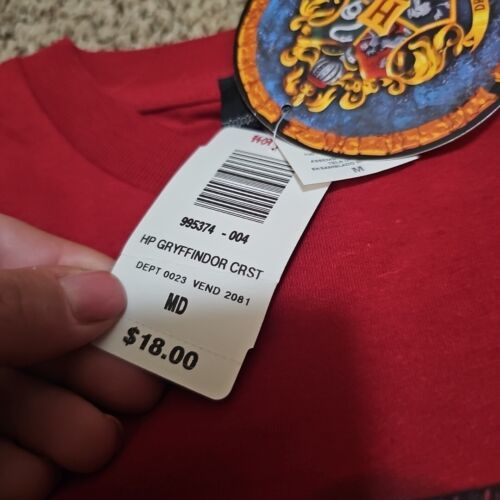 995374 - 004
HP GRYFFINDOR CRST
DEPT 0023 VEND 2081
MD
$18.00
M